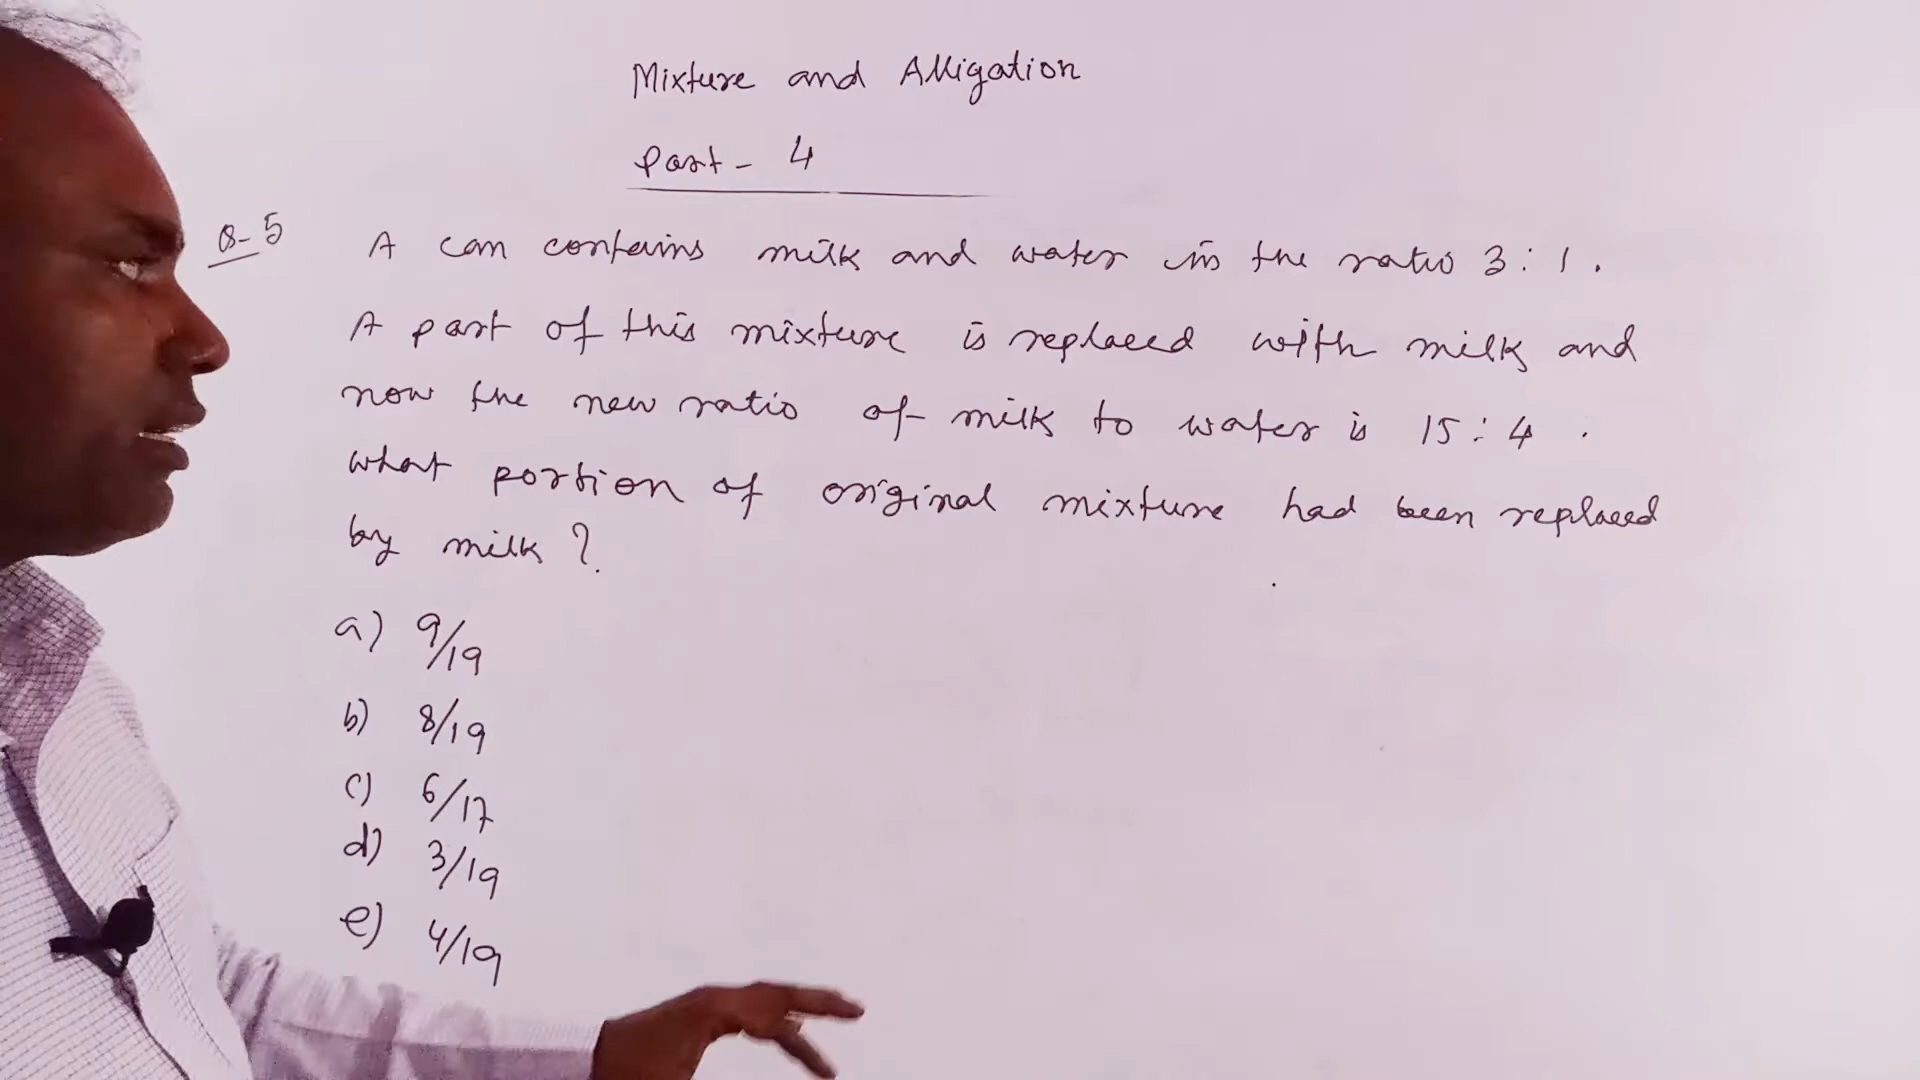 Mixture and Alligation
Part - 4
Q-5 A can contains milk and water in the ratio 3:1.
A part of this mixture is replaced with milk and
now the new ratio of milk to water is 15:4.
What portion of original mixture had been replaced
by milk?
a) 9/19
b) 8/19
c) 6/17
d) 3/19
e) 4/19